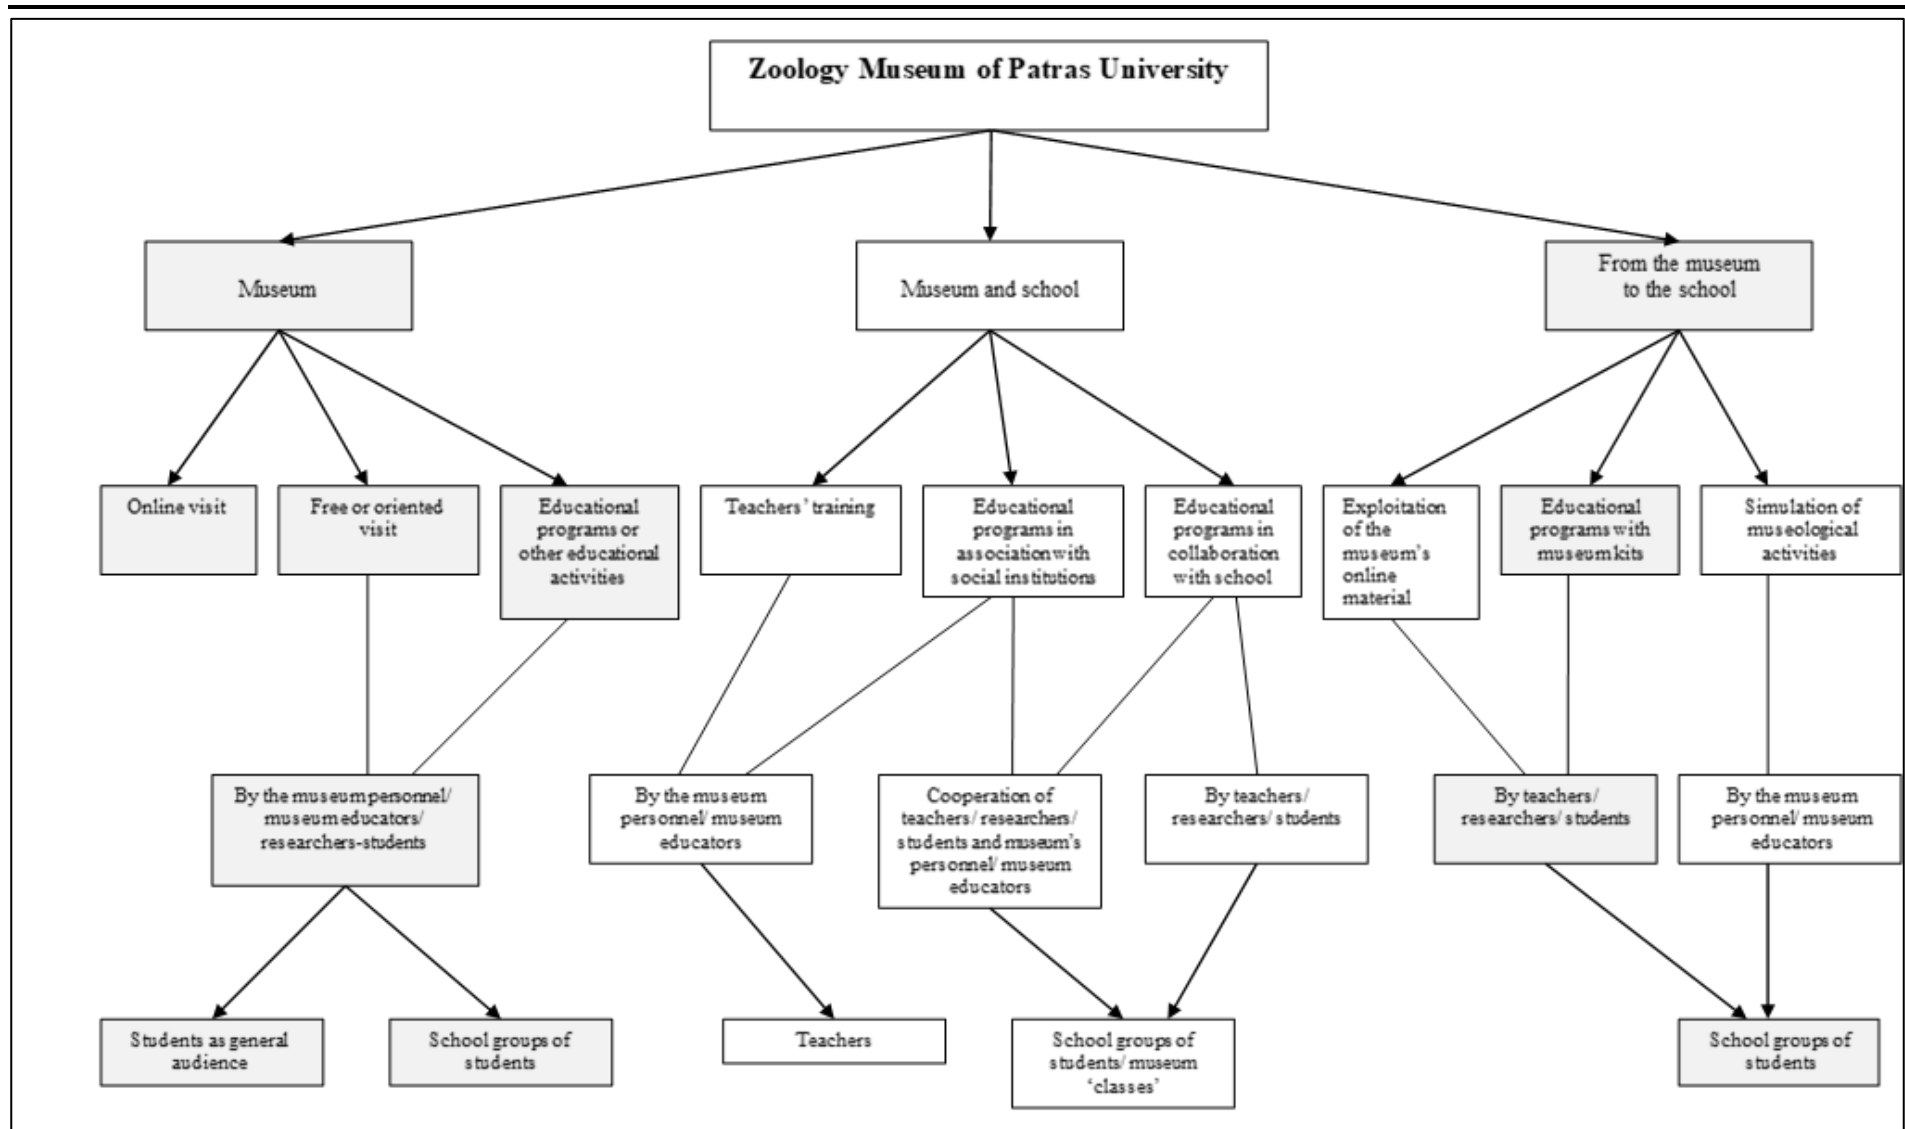 Zoology Museum of Patras University
Museum
Museum and school
From the museum
to the school
Online visit
Free or oriented
visit
Educational
programs or
other educational
activities
Teachers' training
Educational
programs in
association with
social institutions
Educational
programs in
collaboration
with school
Exploitation
of the
museum's
online
material
Educational
programs with
museum kits
Simulation of
museological
activities
By the museum personnel/
museum educators/
researchers-students
By the museum
personnel/ museum
educators
Cooperation of
teachers/ researchers/
students and museum's
personnel/ museum
educators
By teachers/
researchers/ students
By teachers/
researchers/ students
By the museum
personnel/ museum
educators
Students as general
audience
School groups of
students
Teachers
School groups of
students/ museum
'classes'
School groups of
students